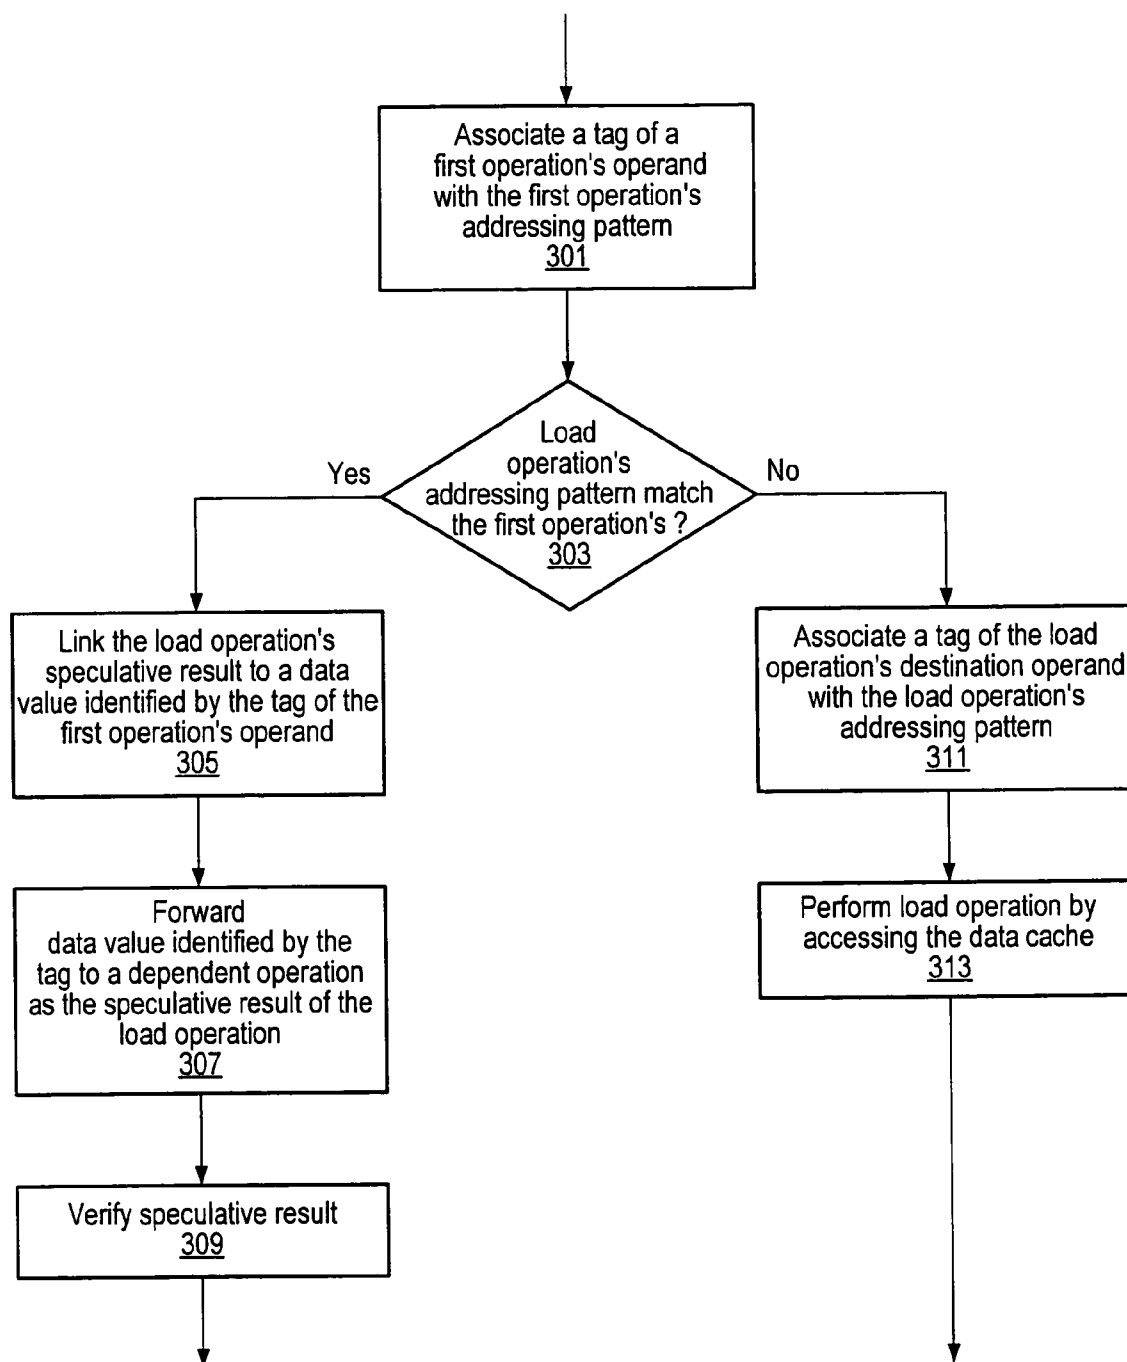 Associate a tag of a
first operation's operand
with the first operation's
addressing pattern
301
Load
operation's
addressing pattern match
the first operation's ?
303
Yes
No
Link the load operation's
speculative result to a data
value identified by the tag of the
first operation's operand
305
Forward
data value identified by the
tag to a dependent operation
as the speculative result of the
load operation
307
Verify speculative result
309
Associate a tag of the load
operation's destination operand
with the load operation's
addressing pattern
311
Perform load operation by
accessing the data cache
313